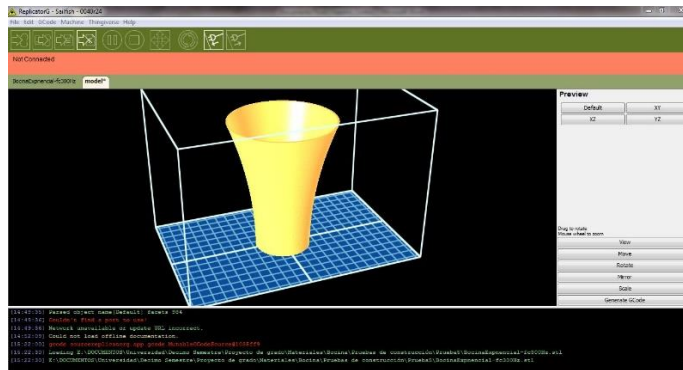 ReplicatorG - Sailfish - 0040r24
File Edit GCode Machine Thingiverse Help
Not Connected
BocinaExponencial-fc300Hz model*
Preview
Default XY
XZ YZ
Drag to rotate
Mouse wheel to zoom
View
Move
Rotate
Mirror
Scale
Generate GCode
Parsed object name[Default] facets 984
Couldn't find a port to use!
Network unavailable or update URL incorrect.
Could not load offline documentation.
Loading E:\DOCUMENTOS\Universidad\Decimo Semestre\Proyecto de grado\Materiales\Bocina\Pruebas de construcción\Prueba5\BocinaExponencial-fc300Hz.stl
E:\DOCUMENTOS\Universidad\Decimo Semestre\Proyecto de grado\Materiales\Bocina\Pruebas de construcción\Prueba5\BocinaExponencial-fc300Hz.stl